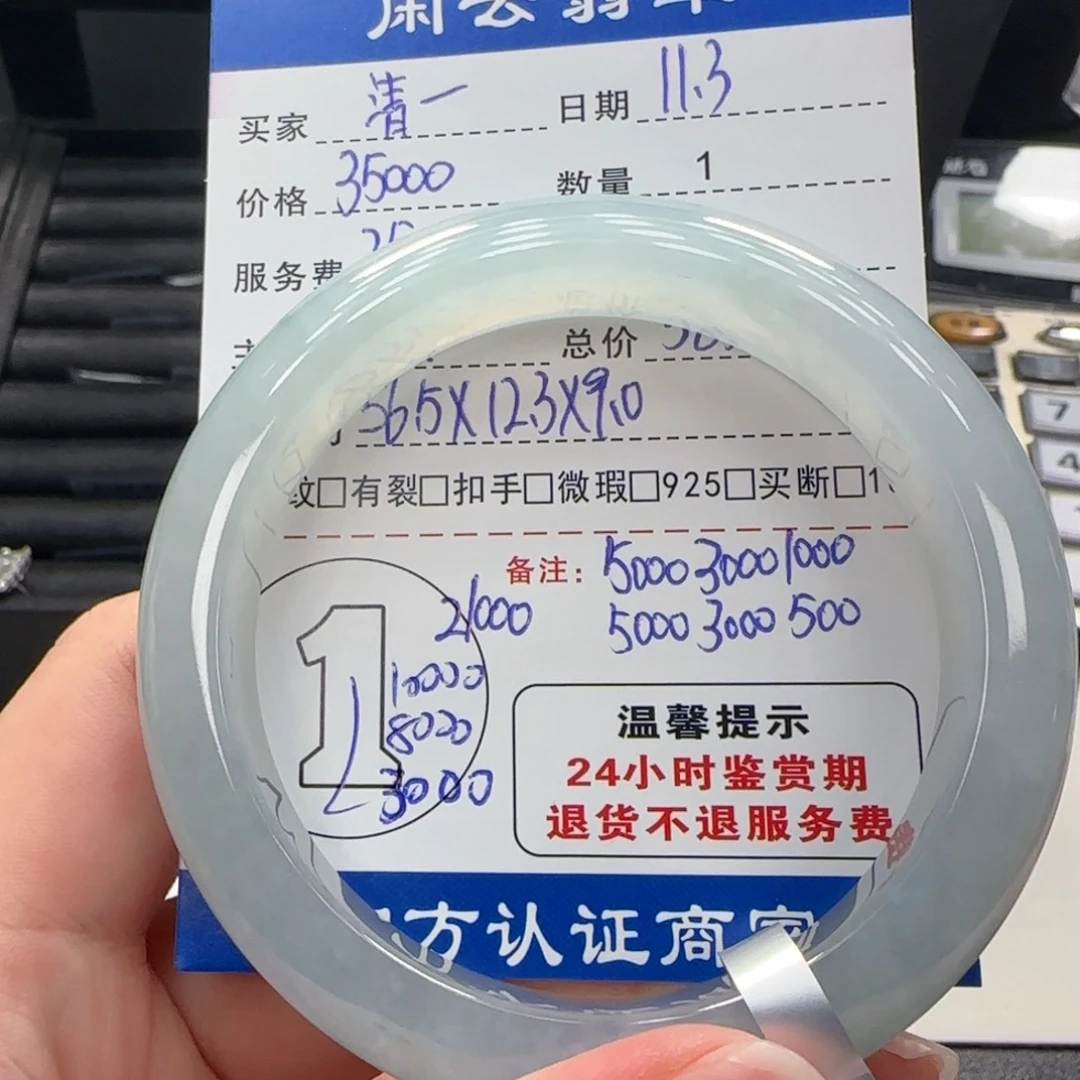 买家 清一 日期 11.3
价格 35000 数量 1
服务费
总价
56.5X12.3X9.0
纹□有裂□扣手□微瑕□925□买断□
备注: 5000 3000 1000
21000 5000 3000 500
1
10000
8000
3000
温馨提示
24小时鉴赏期
退货不退服务费
方认证商家